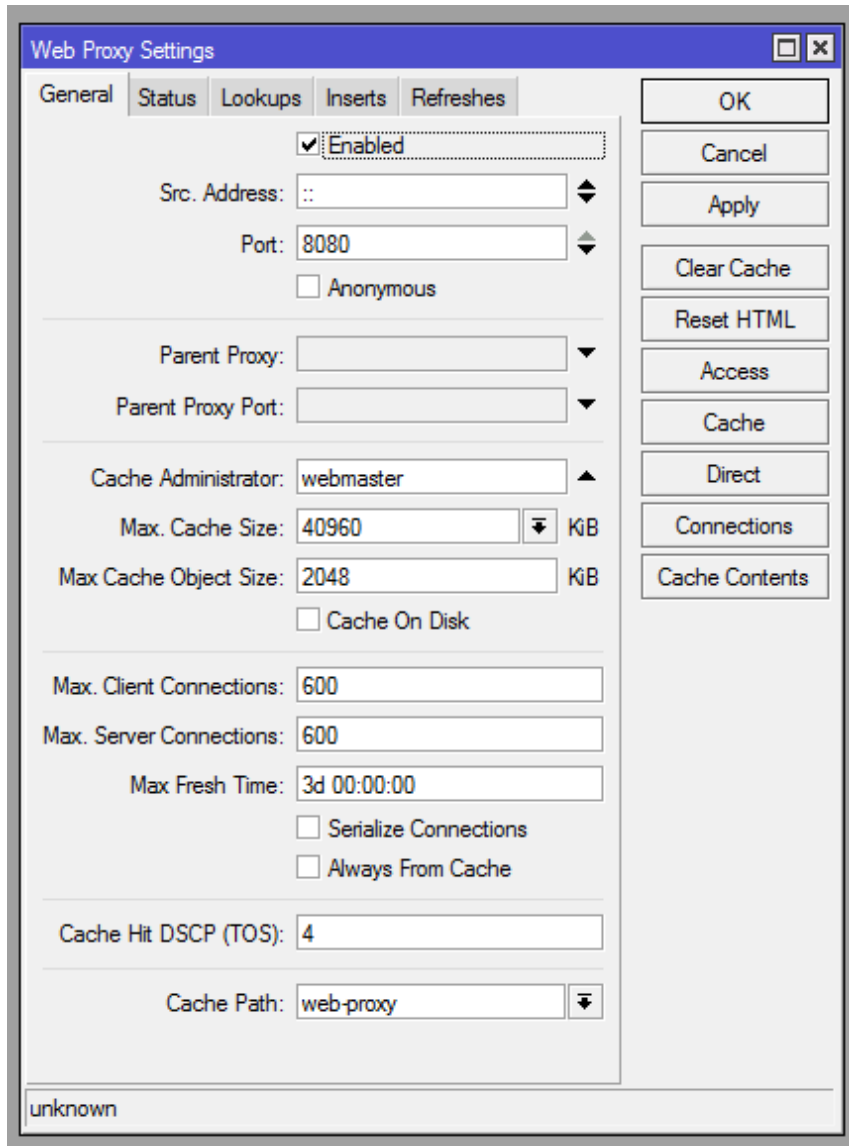 Web Proxy Settings
General Status Lookups Inserts Refreshes
Enabled
Src. Address: ::
Port: 8080
Anonymous
Parent Proxy:
Parent Proxy Port:
Cache Administrator: webmaster
Max. Cache Size: 40960 KiB
Max Cache Object Size: 2048 KiB
Cache On Disk
Max. Client Connections: 600
Max. Server Connections: 600
Max Fresh Time: 3d 00:00:00
Serialize Connections
Always From Cache
Cache Hit DSCP (TOS): 4
Cache Path: web-proxy
OK
Cancel
Apply
Clear Cache
Reset HTML
Access
Cache
Direct
Connections
Cache Contents
unknown